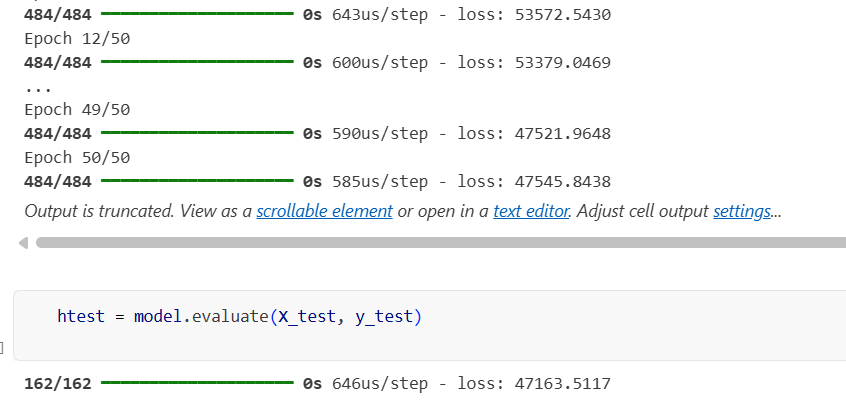 484/484 ━━━━━━━━━━━━━━━━━━━━ 0s 643us/step - loss: 53572.5430
Epoch 12/50
484/484 ━━━━━━━━━━━━━━━━━━━━ 0s 600us/step - loss: 53379.0469
...
Epoch 49/50
484/484 ━━━━━━━━━━━━━━━━━━━━ 0s 590us/step - loss: 47521.9648
Epoch 50/50
484/484 ━━━━━━━━━━━━━━━━━━━━ 0s 585us/step - loss: 47545.8438
Output is truncated. View as a scrollable element or open in a text editor. Adjust cell output settings...
htest = model.evaluate(X_test, y_test)
]
162/162 ━━━━━━━━━━━━━━━━━━━━ 0s 646us/step - loss: 47163.5117